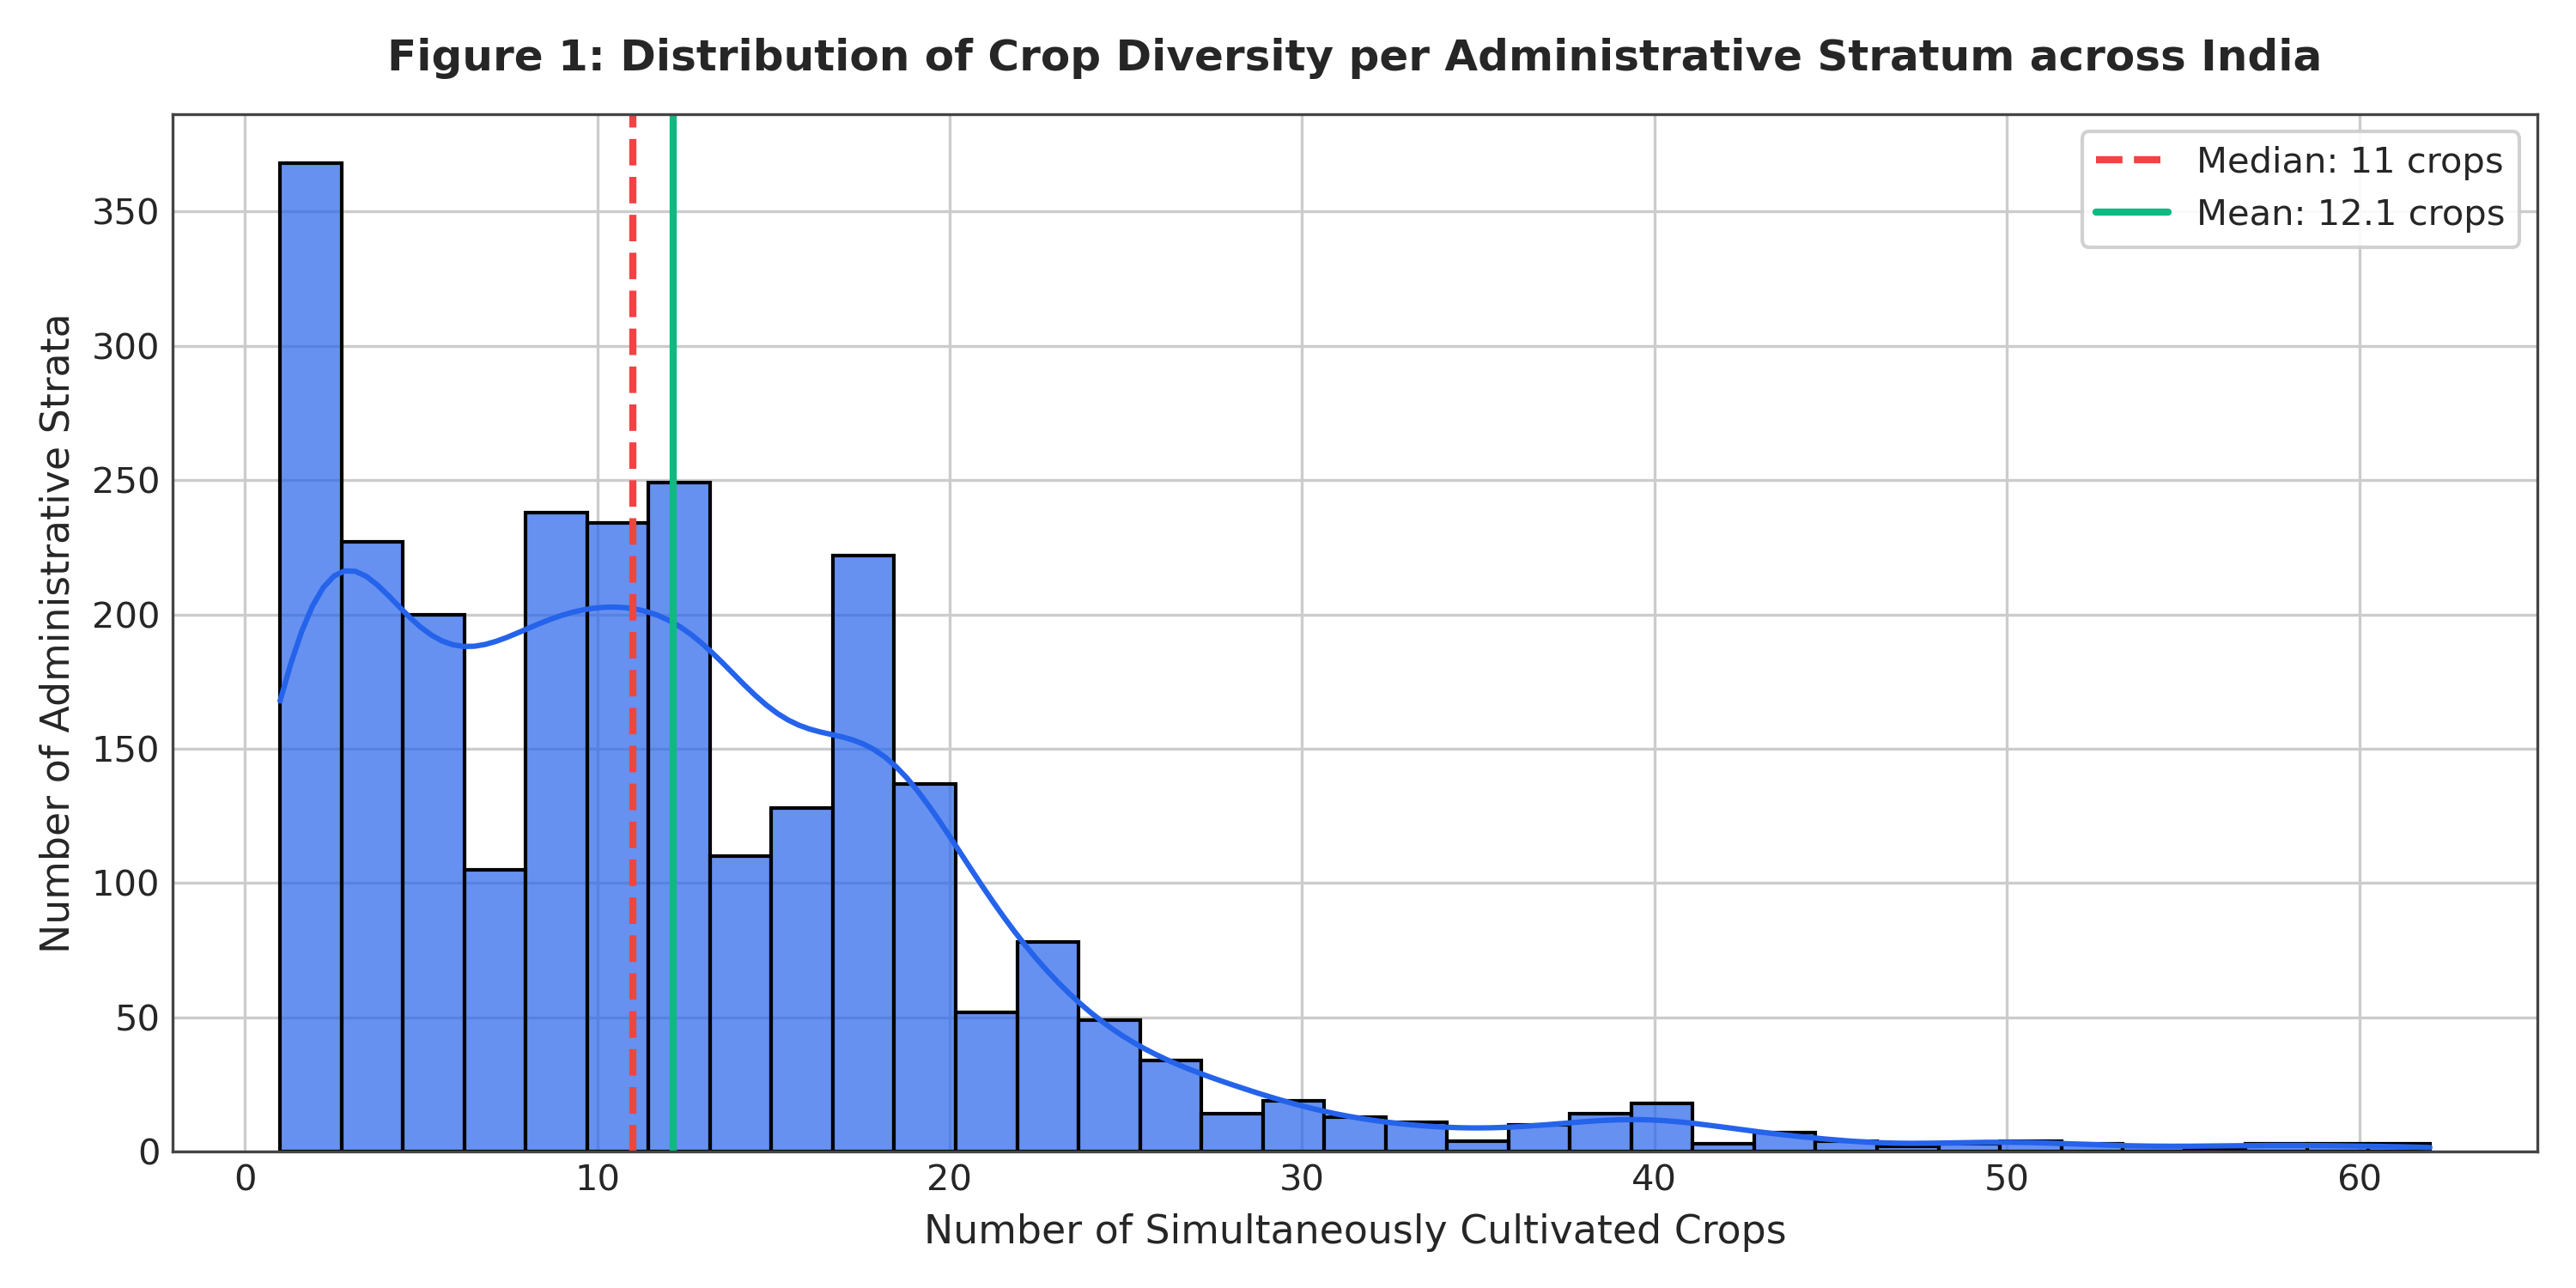 Figure 1: Distribution of Crop Diversity per Administrative Stratum across India
Median: 11 crops
Mean: 12.1 crops
Number of Administrative Strata
350
300
250
200
150
100
50
0
0 10 20 30 40 50 60
Number of Simultaneously Cultivated Crops